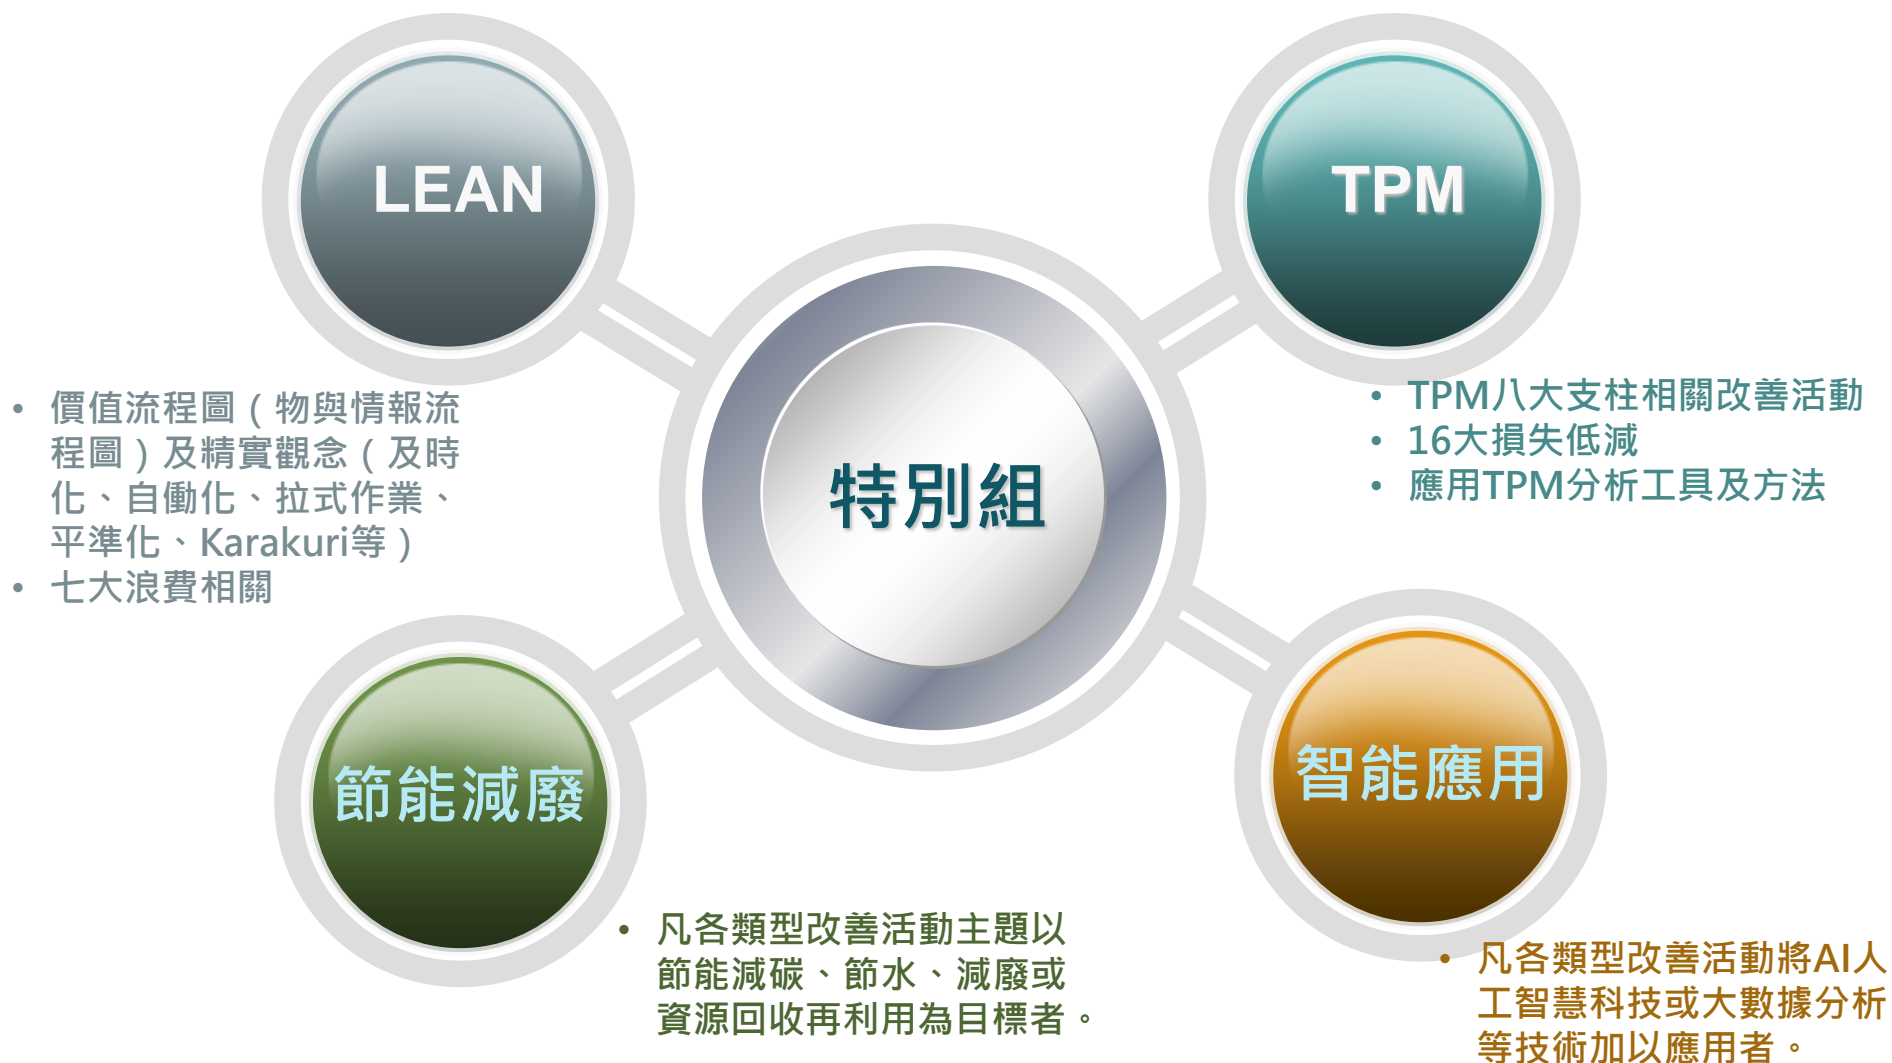 LEAN
TPM
• 價值流程圖（物與情報流
程圖）及精實觀念（及時
化、自働化、拉式作業、
平準化、Karakuri等）
• 七大浪費相關
• TPM八大支柱相關改善活動
• 16大損失低減
• 應用TPM分析工具及方法
特別組
節能減廢
智能應用
• 凡各類型改善活動主題以
節能減碳、節水、減廢或
資源回收再利用為目標者。
• 凡各類型改善活動將AI人
工智慧科技或大數據分析
等技術加以應用者。